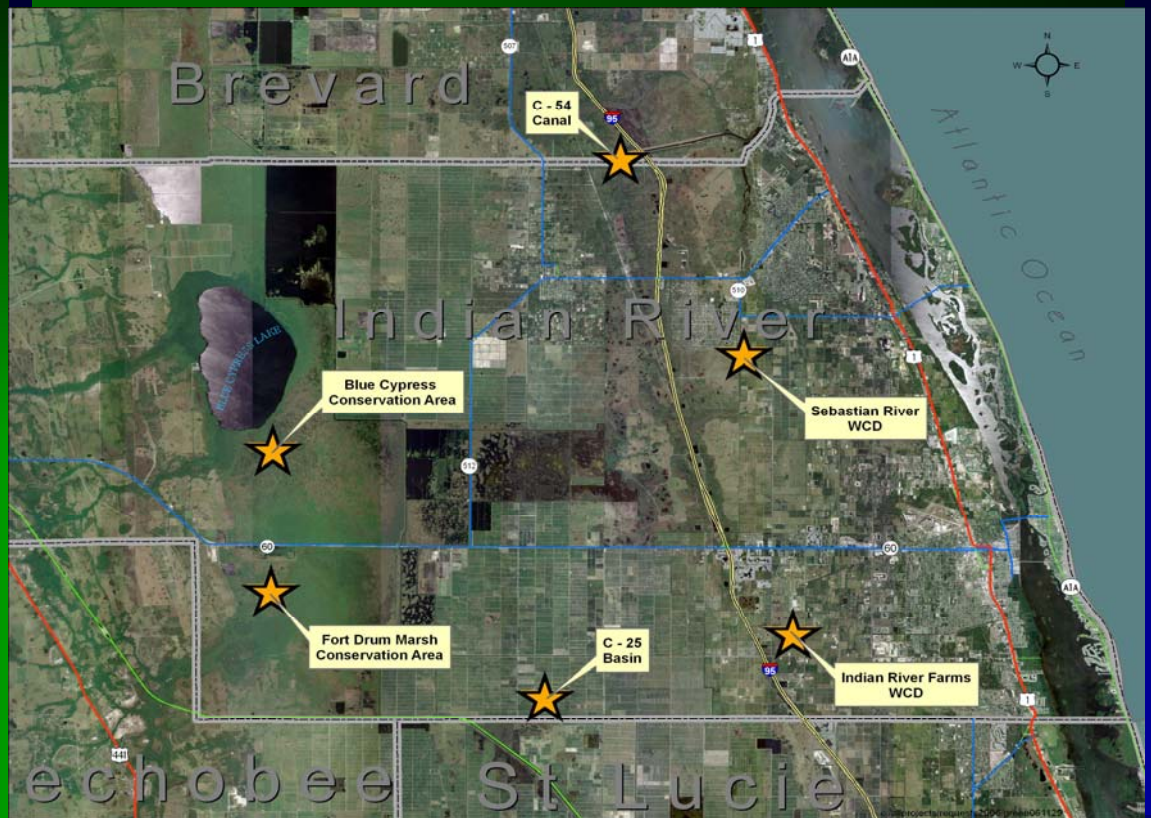 Brevard
507
1
A1A
N
W E
S
C - 54
Canal
95
Atlantic Ocean
BLUE CYPRESS LAKE
Indian River
510
1
Blue Cypress
Conservation Area
Sebastian River
WCD
512
60
60
A1A
Fort Drum Marsh
Conservation Area
C - 25
Basin
95
Indian River Farms
WCD
1
441
echobee
St Lucie